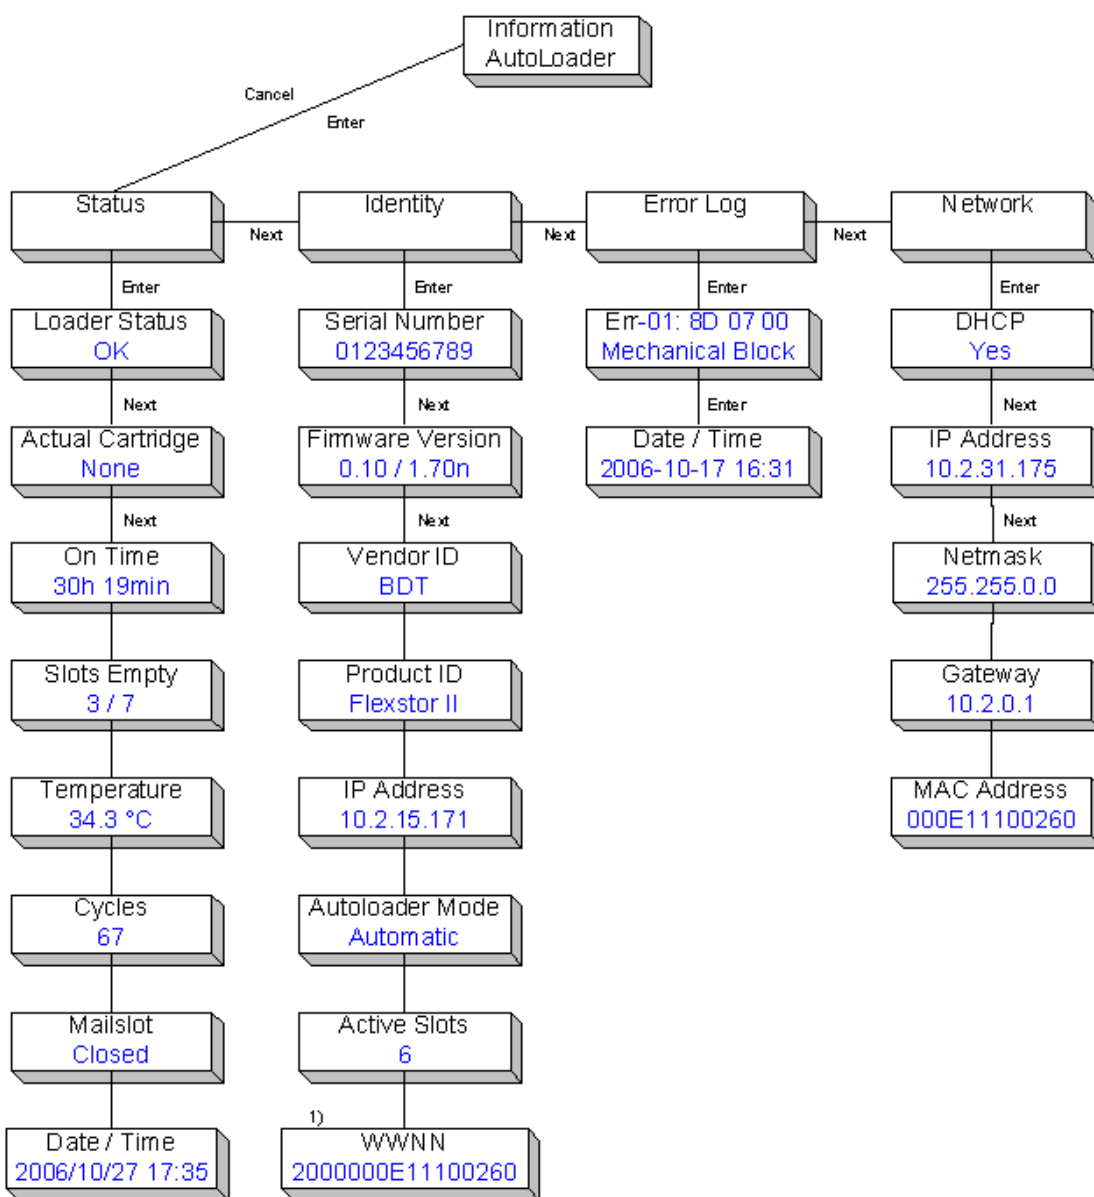 Information
AutoLoader
Cancel
Enter
Status
Next
Identity
Next
Error Log
Next
Network
Enter
Loader Status
OK
Next
Actual Cartridge
None
Next
On Time
30h 19min
Slots Empty
3 / 7
Temperature
34.3 °C
Cycles
67
Mailslot
Closed
Date / Time
2006/10/27 17:35
Enter
Serial Number
0123456789
Next
Firmware Version
0.10 / 1.70n
Next
Vendor ID
BDT
Product ID
Flexstor II
IP Address
10.2.15.171
Autoloader Mode
Automatic
Active Slots
6
1)
WWNN
2000000E11100260
Enter
Err-01: 8D 07 00
Mechanical Block
Enter
Date / Time
2006-10-17 16:31
Enter
DHCP
Yes
Next
IP Address
10.2.31.175
Next
Netmask
255.255.0.0
Gateway
10.2.0.1
MAC Address
000E11100260